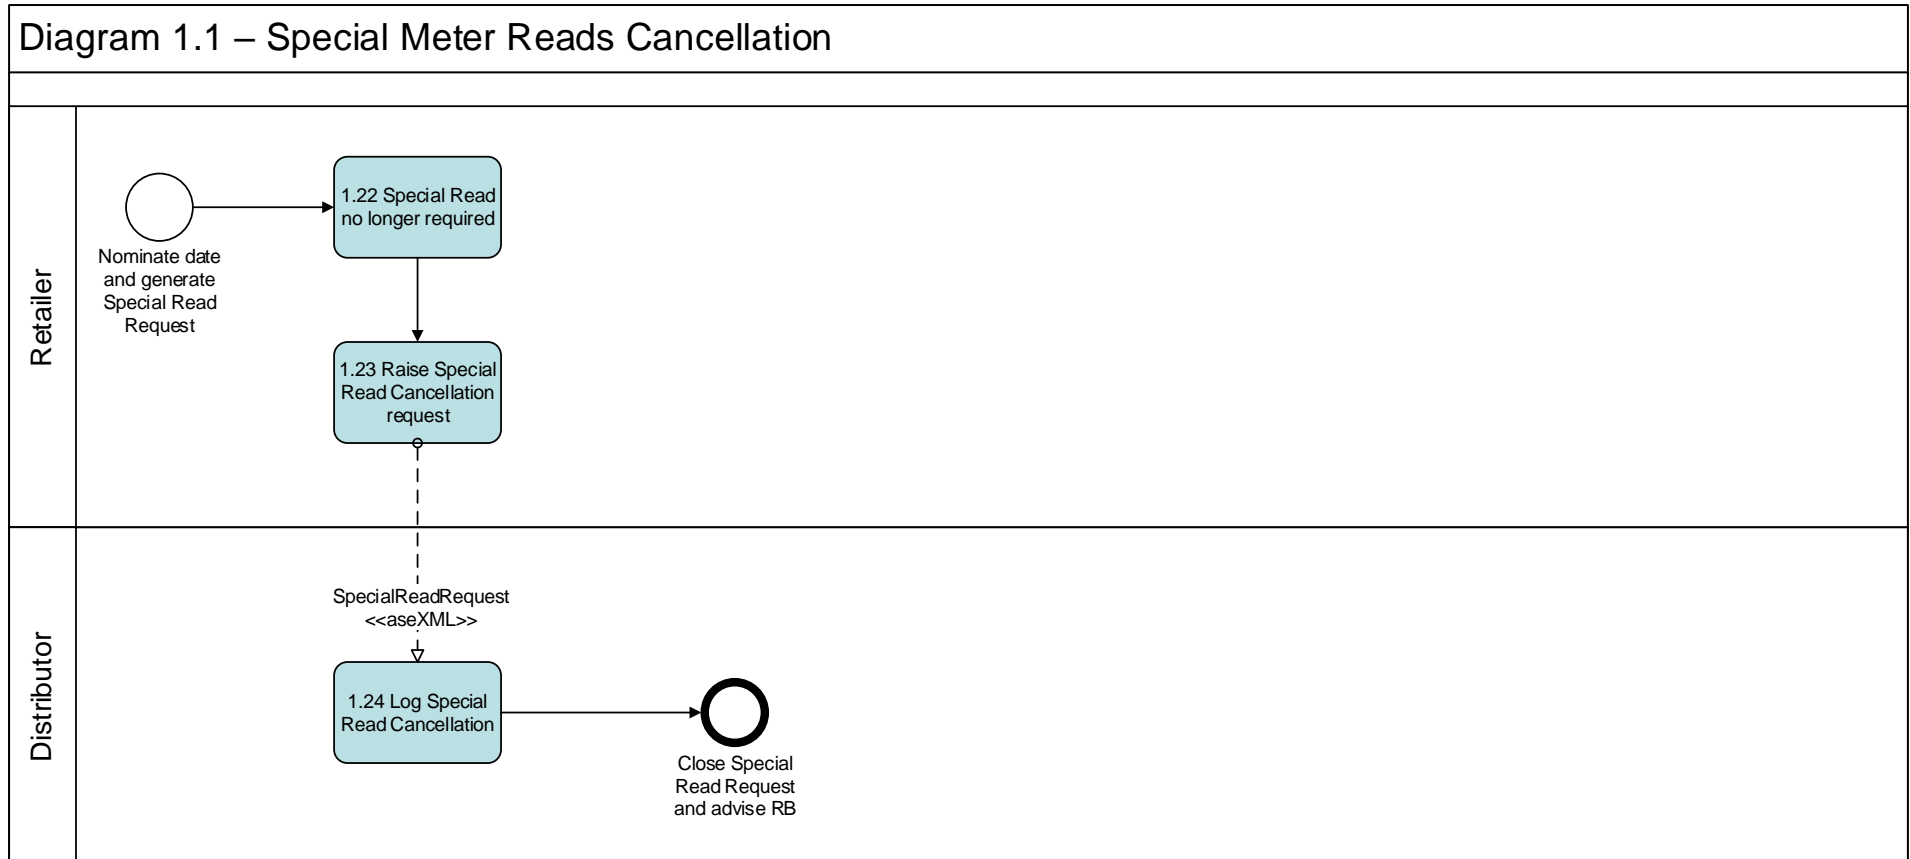 Diagram 1.1 – Special Meter Reads Cancellation
Retailer
Nominate date
and generate
Special Read
Request
1.22 Special Read
no longer required
1.23 Raise Special
Read Cancellation
request
SpecialReadRequest
<<aseXML>>
Distributor
1.24 Log Special
Read Cancellation
Close Special
Read Request
and advise RB